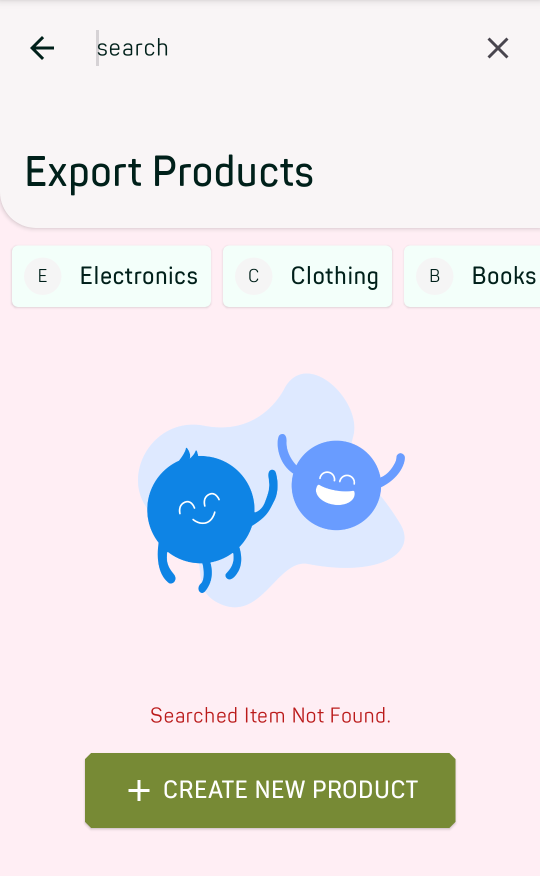 search
Export Products
E Electronics C Clothing B Books
Searched Item Not Found.
+ CREATE NEW PRODUCT